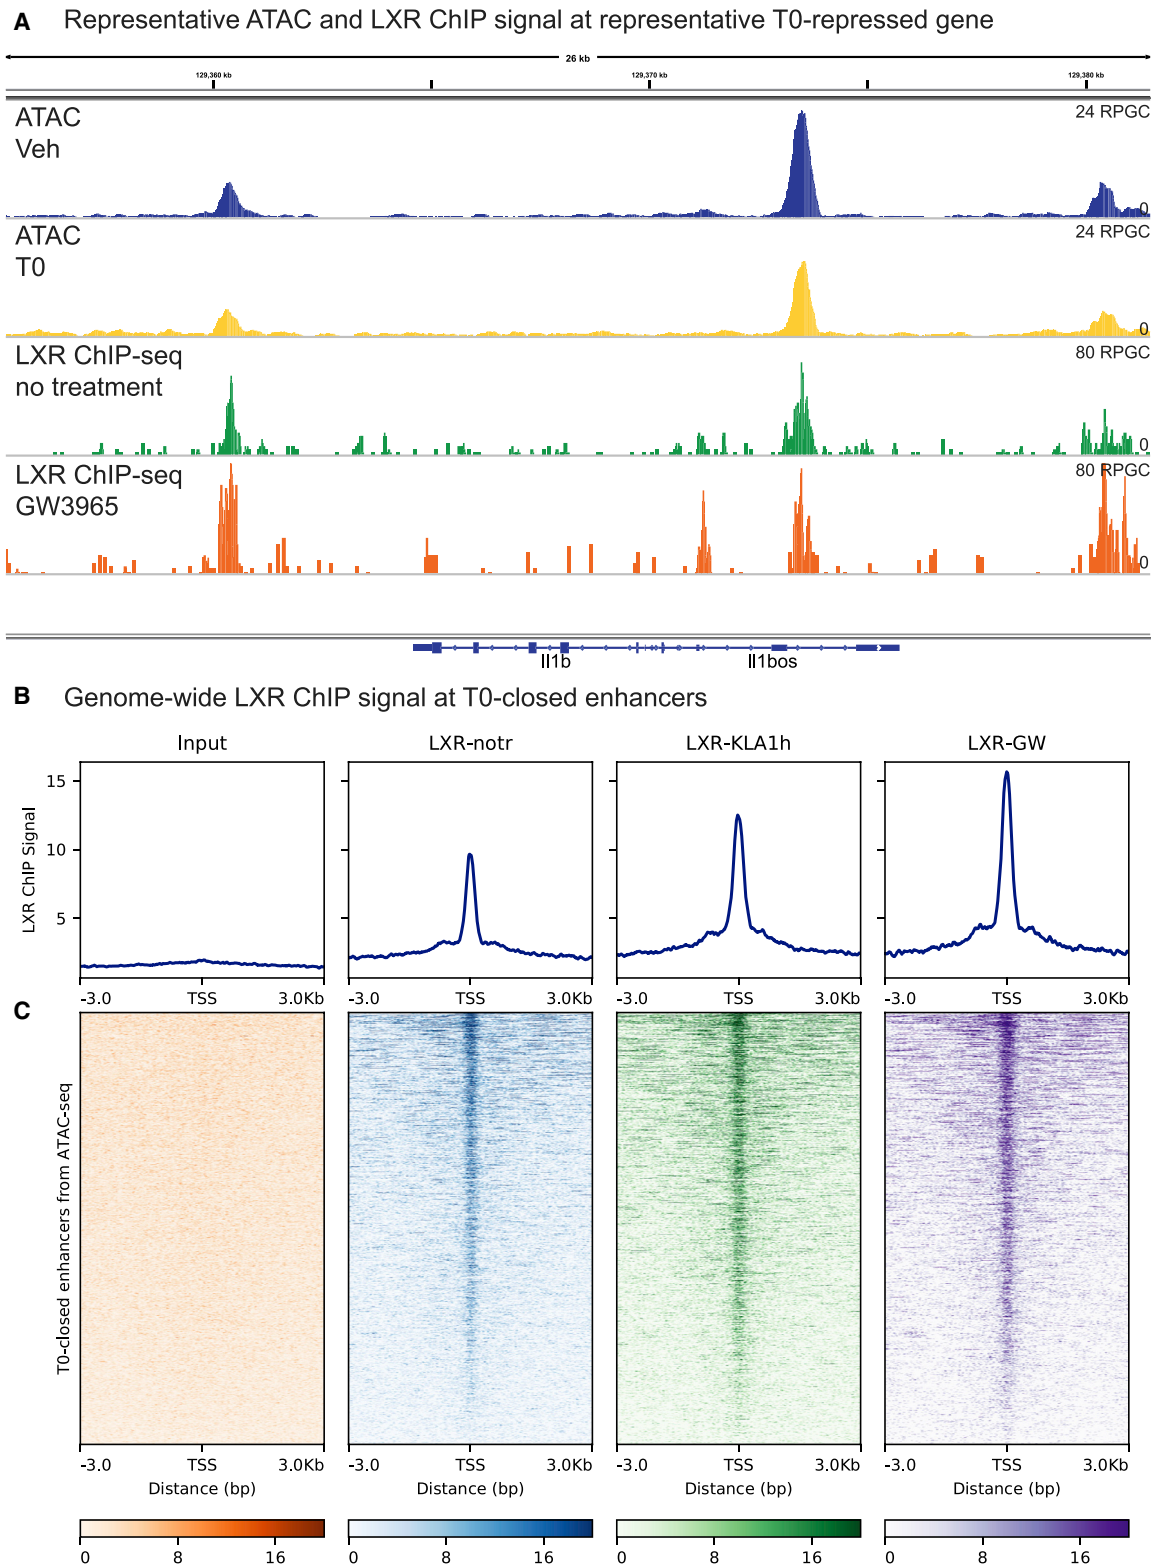 A Representative ATAC and LXR ChIP signal at representative T0-repressed gene
26 kb
129,360 kb 129,370 kb 129,380 kb
ATAC
Veh
24 RPGC
0
ATAC
T0
24 RPGC
0
LXR ChIP-seq
no treatment
80 RPGC
0
LXR ChIP-seq
GW3965
80 RPGC
0
Il1b Il1bos
B Genome-wide LXR ChIP signal at T0-closed enhancers
Input LXR-notr LXR-KLA1h LXR-GW
LXR ChIP Signal
15
10
5
-3.0 TSS 3.0Kb -3.0 TSS 3.0Kb -3.0 TSS 3.0Kb -3.0 TSS 3.0Kb
C
T0-closed enhancers from ATAC-seq
-3.0 TSS 3.0Kb -3.0 TSS 3.0Kb -3.0 TSS 3.0Kb -3.0 TSS 3.0Kb
Distance (bp) Distance (bp) Distance (bp) Distance (bp)
0 8 16 0 8 16 0 8 16 0 8 16